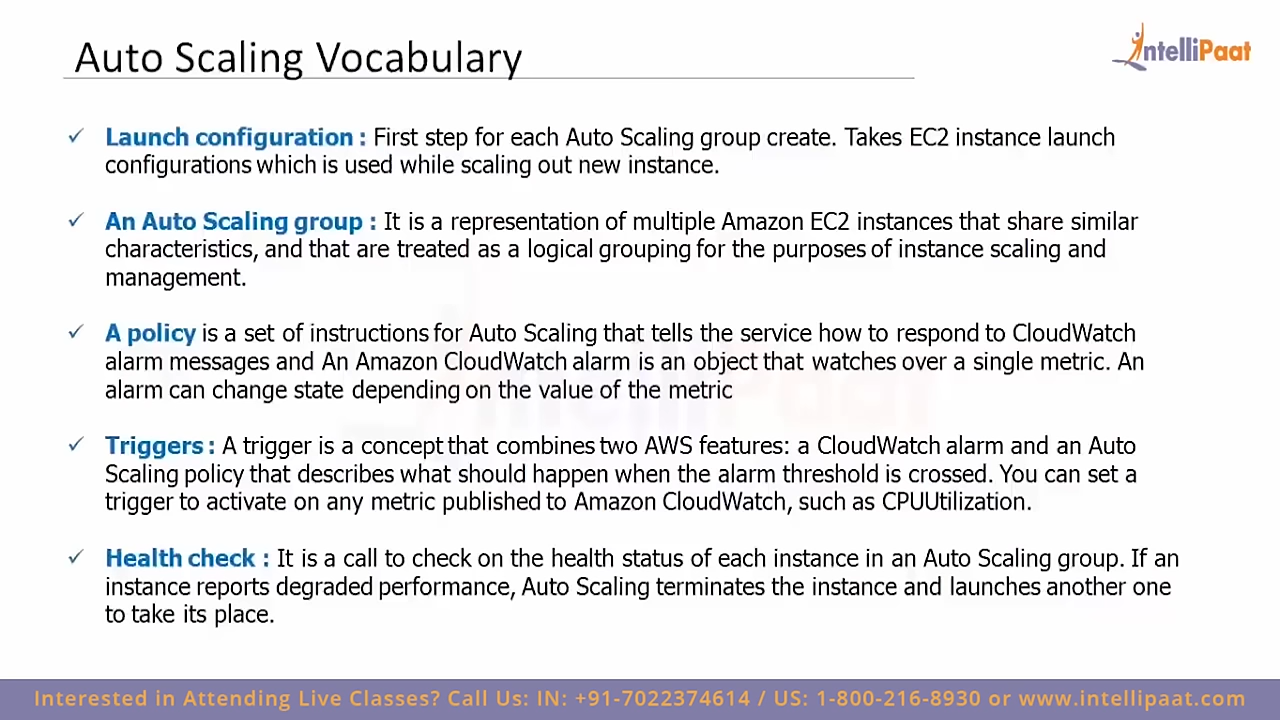 Auto Scaling Vocabulary
IntelliPaat
✓ Launch configuration : First step for each Auto Scaling group create. Takes EC2 instance launch
configurations which is used while scaling out new instance.
✓ An Auto Scaling group : It is a representation of multiple Amazon EC2 instances that share similar
characteristics, and that are treated as a logical grouping for the purposes of instance scaling and
management.
✓ A policy is a set of instructions for Auto Scaling that tells the service how to respond to CloudWatch
alarm messages and An Amazon CloudWatch alarm is an object that watches over a single metric. An
alarm can change state depending on the value of the metric
✓ Triggers : A trigger is a concept that combines two AWS features: a CloudWatch alarm and an Auto
Scaling policy that describes what should happen when the alarm threshold is crossed. You can set a
trigger to activate on any metric published to Amazon CloudWatch, such as CPUUtilization.
✓ Health check : It is a call to check on the health status of each instance in an Auto Scaling group. If an
instance reports degraded performance, Auto Scaling terminates the instance and launches another one
to take its place.
Interested in Attending Live Classes? Call Us: IN: +91-7022374614 / US: 1-800-216-8930 or www.intellipaat.com